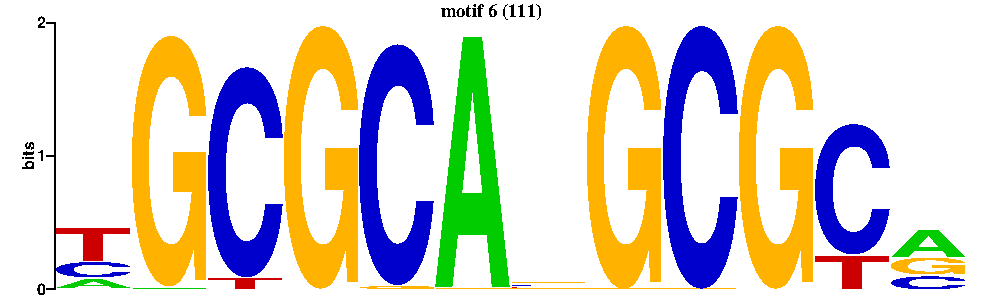 motif 6 (111)
2
bits
1
0
T G C G C A G C G C A
C T T G
A C